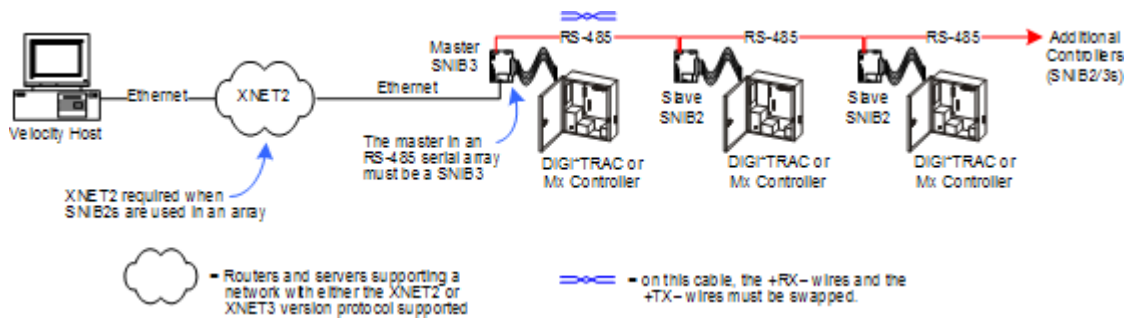 RS-485
RS-485
RS-485
Master
SNIB3
Additional
Controllers
(SNIB2/3s)
Ethernet
XNET2
Ethernet
Velocity Host
Slave
SNIB2
Slave
SNIB2
The master in an
RS-485 serial array
must be a SNIB3
DIGI*TRAC or
Mx Controller
DIGI*TRAC or
Mx Controller
DIGI*TRAC or
Mx Controller
XNET2 required when
SNIB2s are used in an array
= Routers and servers supporting a
network with either the XNET2 or
XNET3 version protocol supported
= on this cable, the +RX– wires and the
+TX– wires must be swapped.